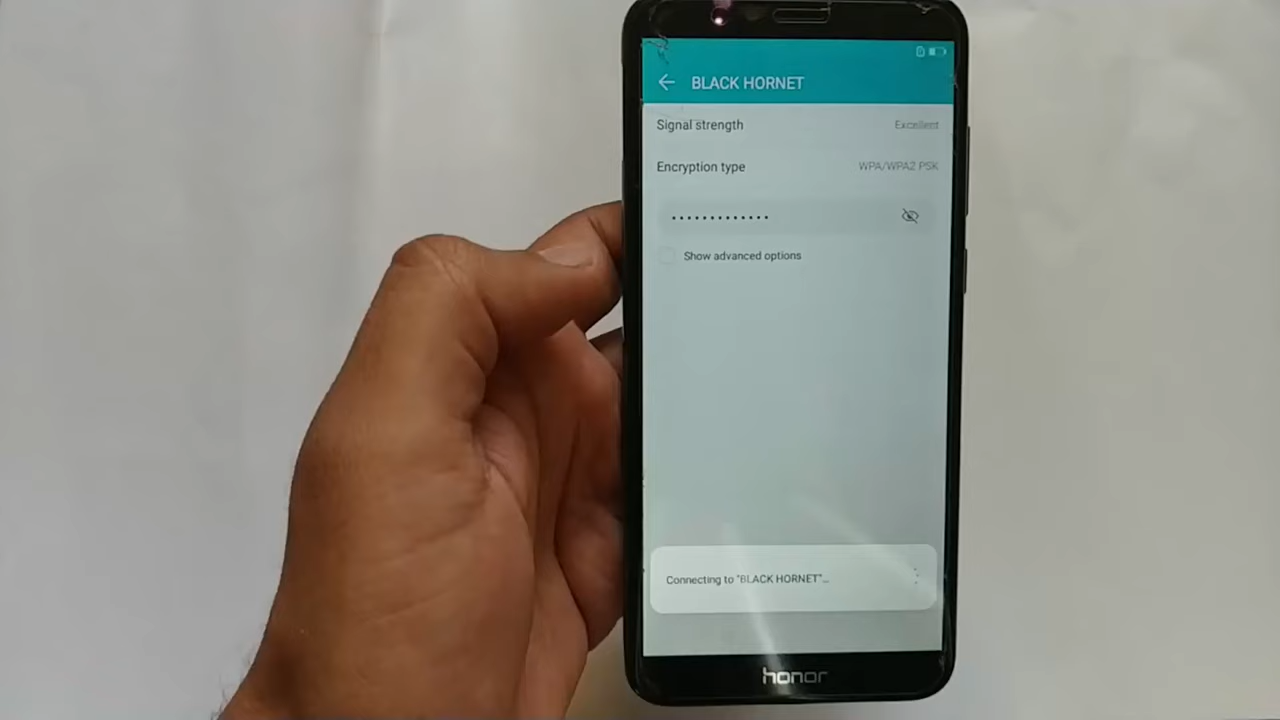 BLACK HORNET
Signal strength Excellent
Encryption type WPA/WPA2 PSK
•••••••••••••
Show advanced options
Connecting to "BLACK HORNET"...
honor